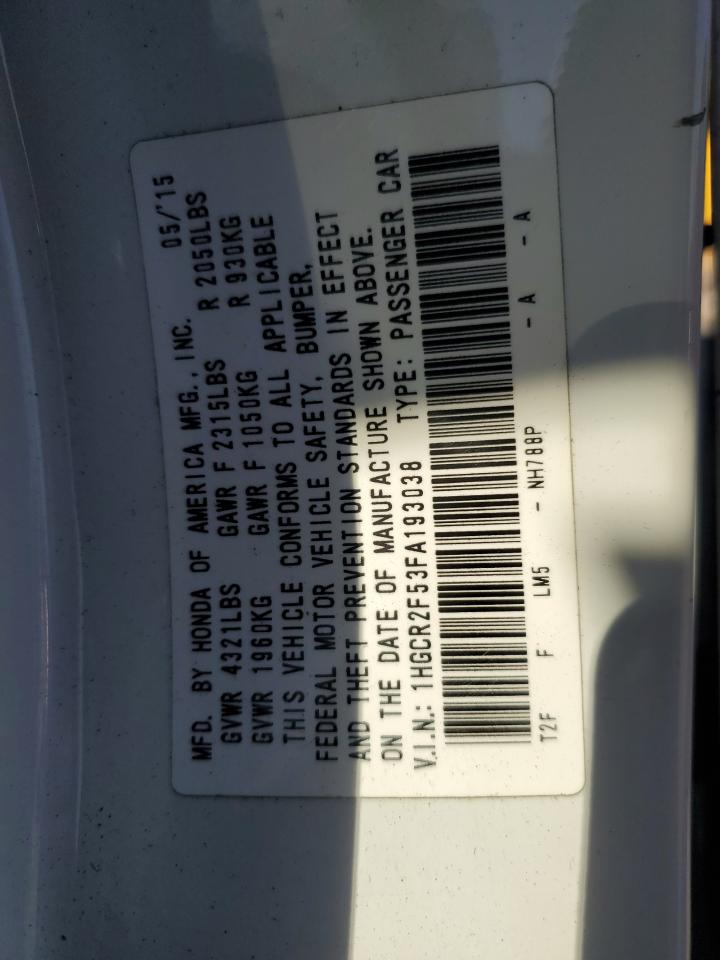 MFD. BY HONDA OF AMERICA MFG., INC. 05/'15
GVWR 4321LBS GAWR F 2315LBS R 2050LBS
GVWR 1960KG GAWR F 1050KG R 930KG
THIS VEHICLE CONFORMS TO ALL APPLICABLE
FEDERAL MOTOR VEHICLE SAFETY, BUMPER,
AND THEFT PREVENTION STANDARDS IN EFFECT
ON THE DATE OF MANUFACTURE SHOWN ABOVE.
V.I.N.: 1HGCR2F53FA193038 TYPE: PASSENGER CAR
T2F F LM5 - NH788P - A - A